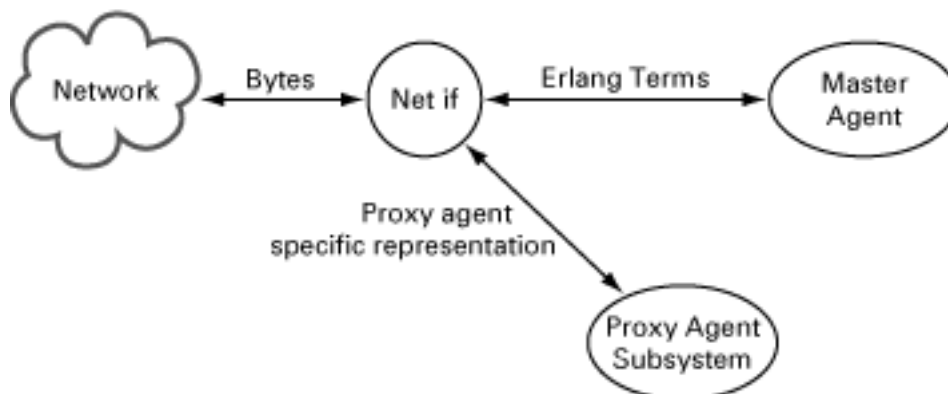 Network
Bytes
Net if
Erlang Terms
Master
Agent
Proxy agent
specific representation
Proxy Agent
Subsystem